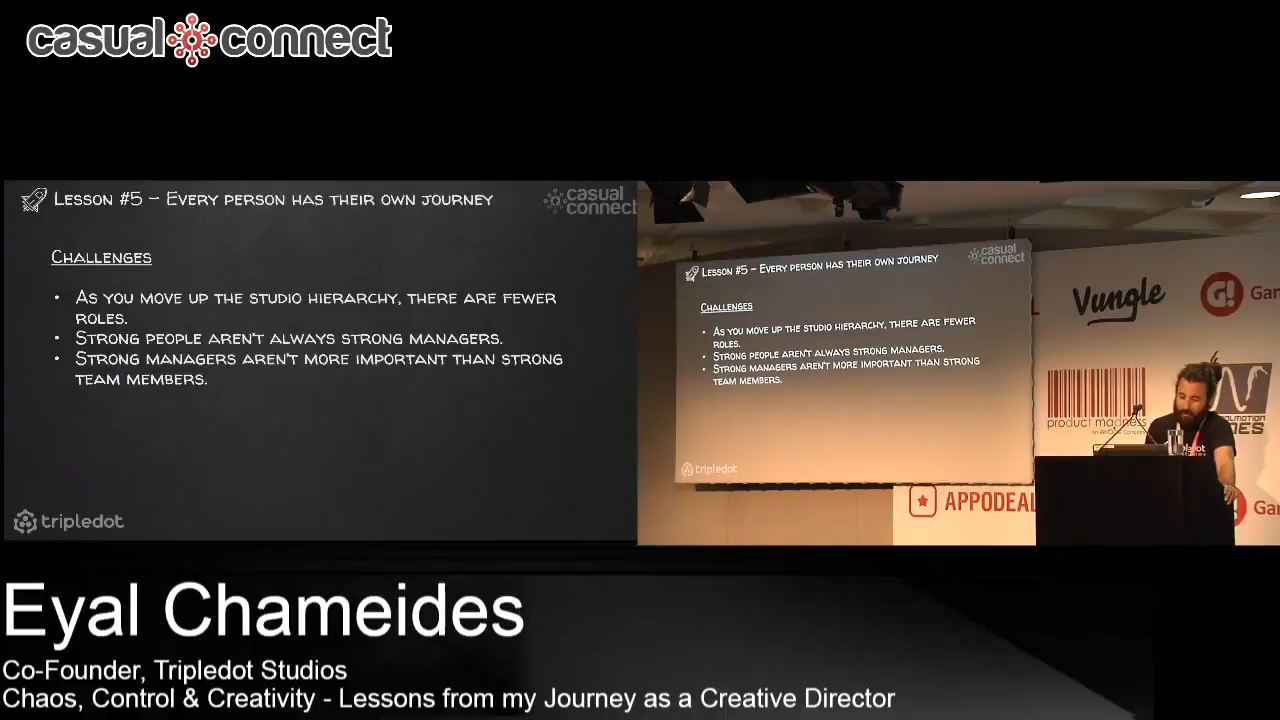 casual connect
Lesson #5 – Every person has their own journey
casual
connect
Challenges
• As you move up the studio hierarchy, there are fewer
roles.
• Strong people aren't always strong managers.
• Strong managers aren't more important than strong
team members.
tripledot
Lesson #5 – Every person has their own journey
casual
connect
Challenges
• As you move up the studio hierarchy, there are fewer
roles.
• Strong people aren't always strong managers.
• Strong managers aren't more important than strong
team members.
tripledot
Vungle
G!
product madness
APPODEAL
Eyal Chameides
Co-Founder, Tripledot Studios
Chaos, Control & Creativity - Lessons from my Journey as a Creative Director